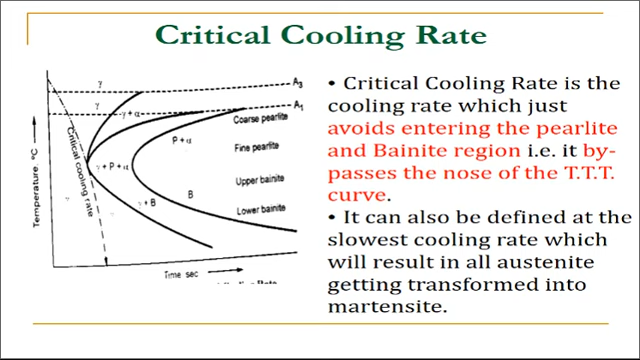 Critical Cooling Rate
γ
A3
γ
γ + α
A1
Coarse pearlite
P + α
Fine pearlite
Critical cooling rate
γ + P + α
Upper bainite
B
γ + B
Lower bainite
Temperature ºC
Time sec
• Critical Cooling Rate is the
cooling rate which just
avoids entering the pearlite
and Bainite region i.e. it by-
passes the nose of the T.T.T.
curve.
• It can also be defined at the
slowest cooling rate which
will result in all austenite
getting transformed into
martensite.